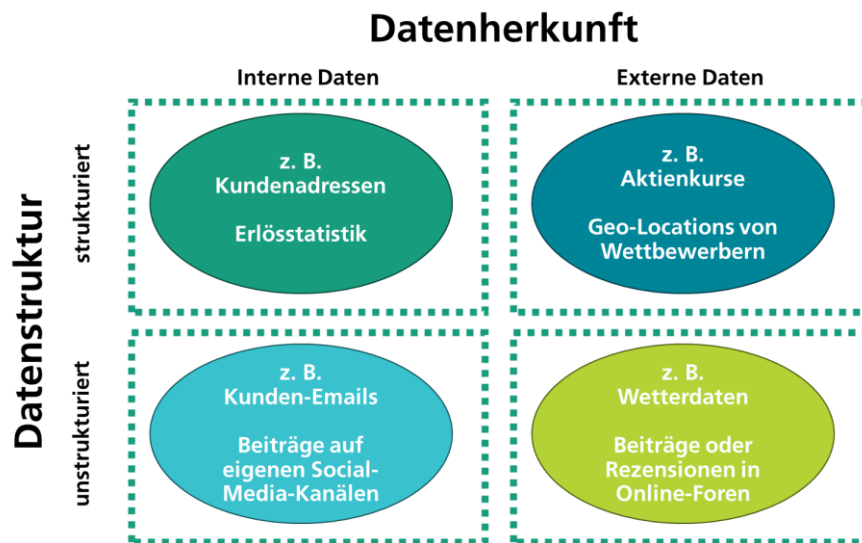 Datenherkunft
Interne Daten
Externe Daten
Datenstruktur
strukturiert
z. B.
Kundenadressen
Erlösstatistik
z. B.
Aktienkurse
Geo-Locations von
Wettbewerbern
unstrukturiert
z. B.
Kunden-Emails
Beiträge auf
eigenen Social-
Media-Kanälen
z. B.
Wetterdaten
Beiträge oder
Rezensionen in
Online-Foren